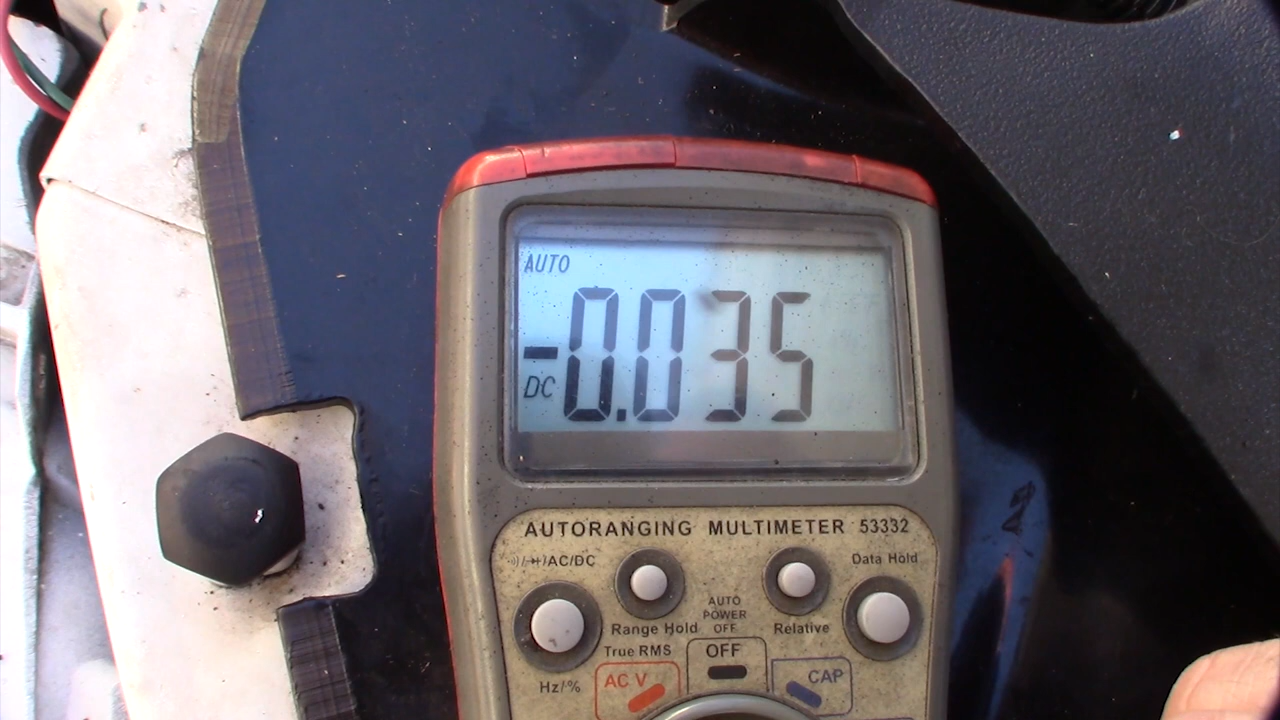 AUTO
-0.035
DC
AUTORANGING MULTIMETER 53332
AC/DC
Data Hold
AUTO
POWER
OFF
Range Hold
Relative
True RMS
OFF
Hz/%
AC V
CAP